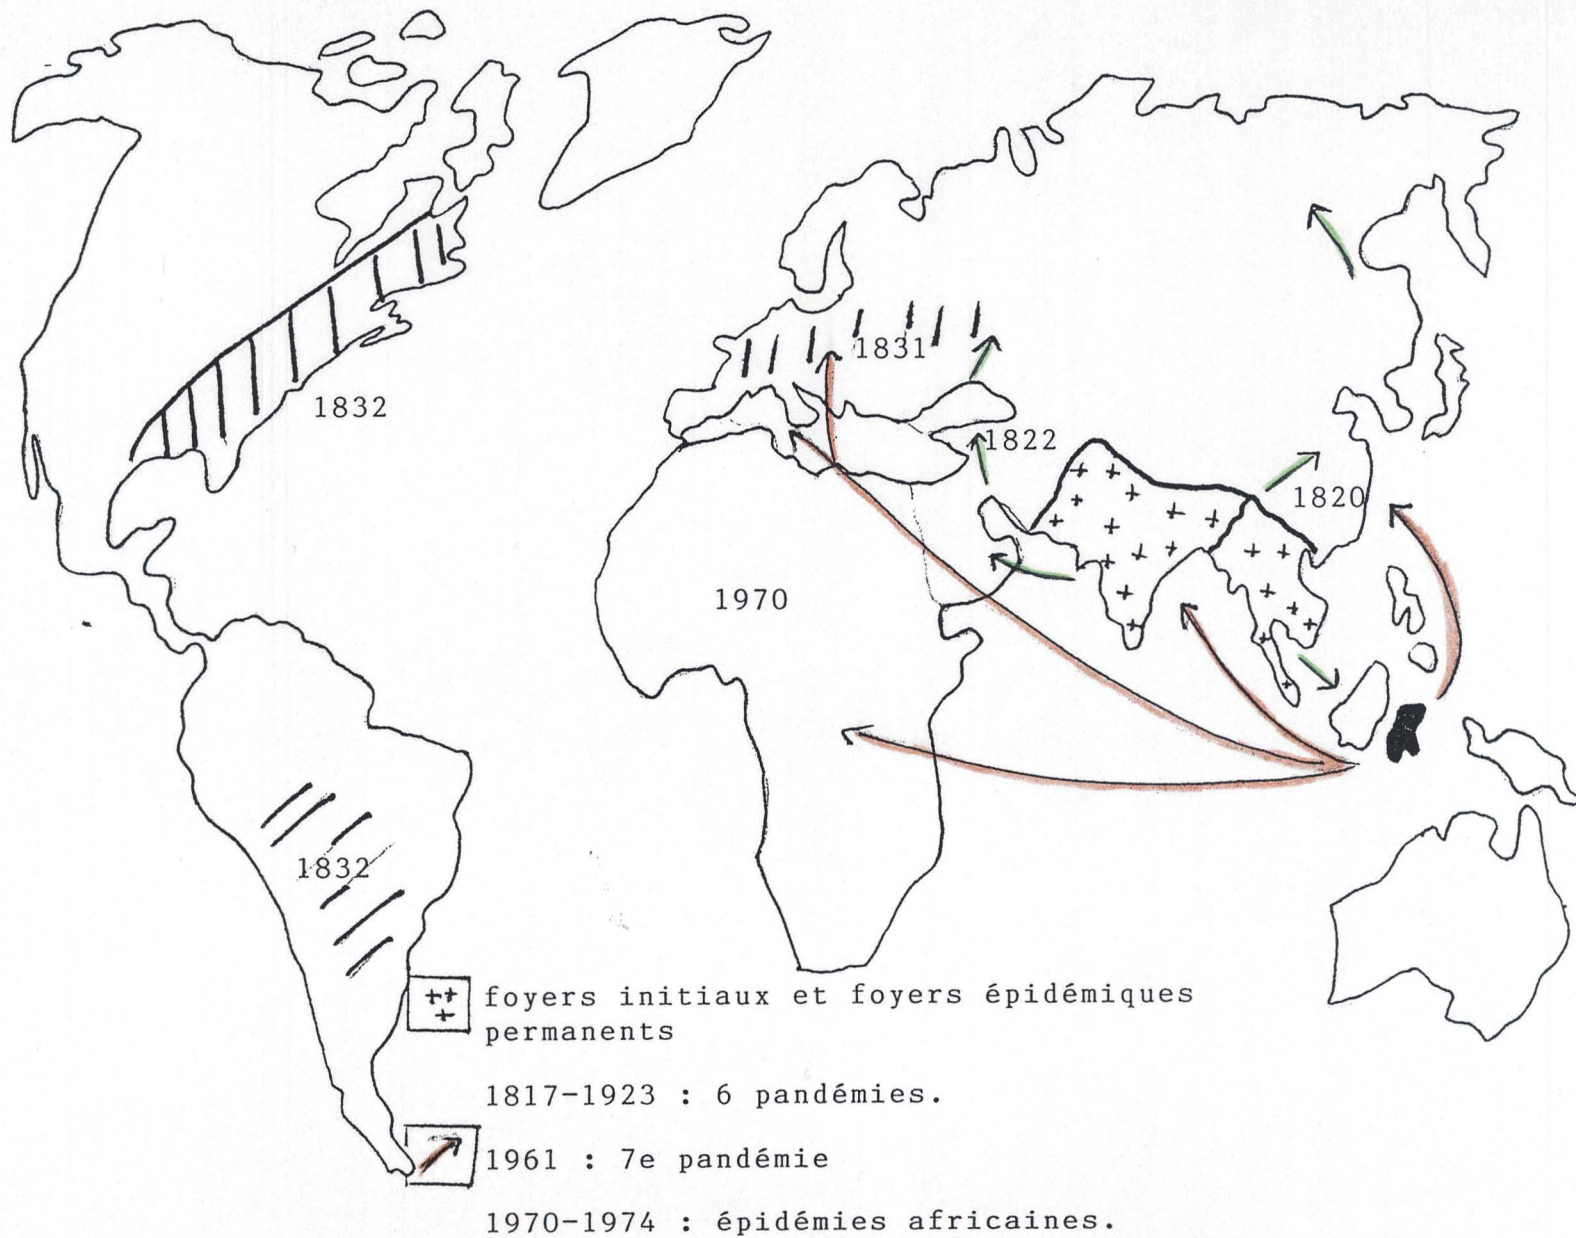 1831
1832
1822
1820
1970
1832
foyers initiaux et foyers épidémiques
permanents
1817-1923 : 6 pandémies.
1961 : 7e pandémie
1970-1974 : épidémies africaines.